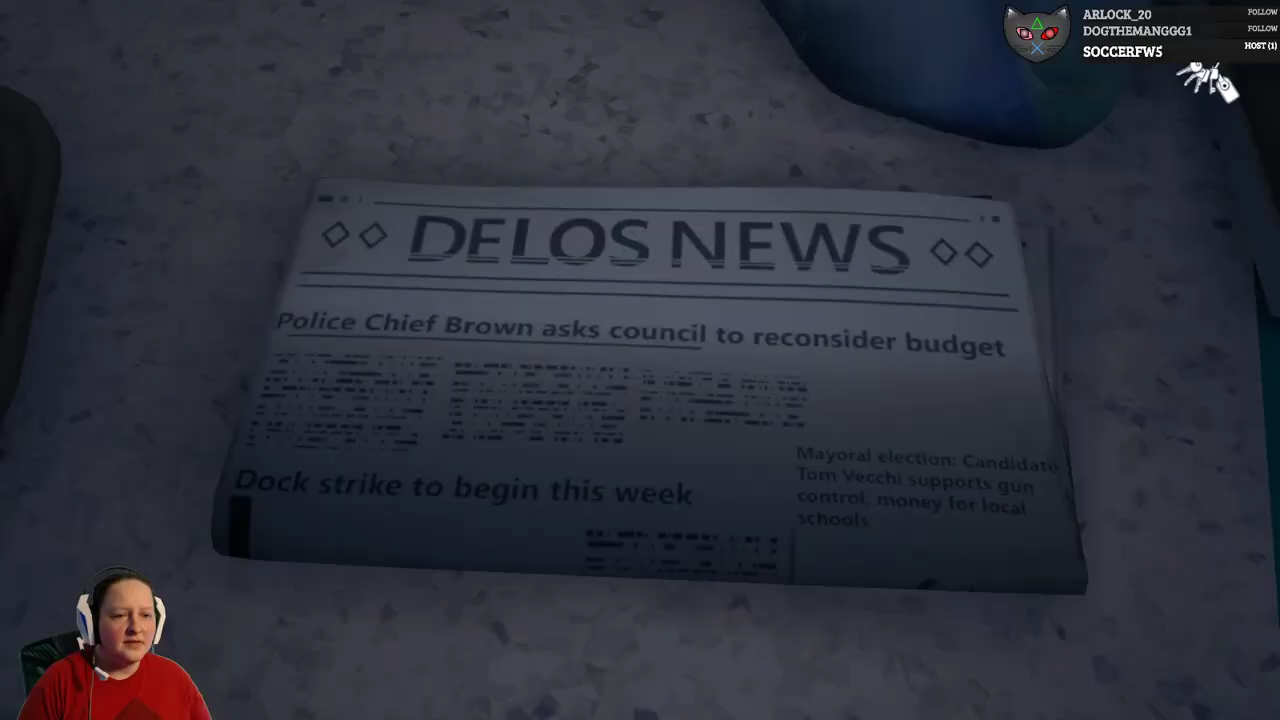 ARLOCK_20 FOLLOW
DOGTHEMANGGG1 FOLLOW
SOCCERFW5 HOST (1)
DELOS NEWS
Police Chief Brown asks council to reconsider budget
Mayoral election: Candidate
Tom Vecchi supports gun
control, money for local
schools
Dock strike to begin this week